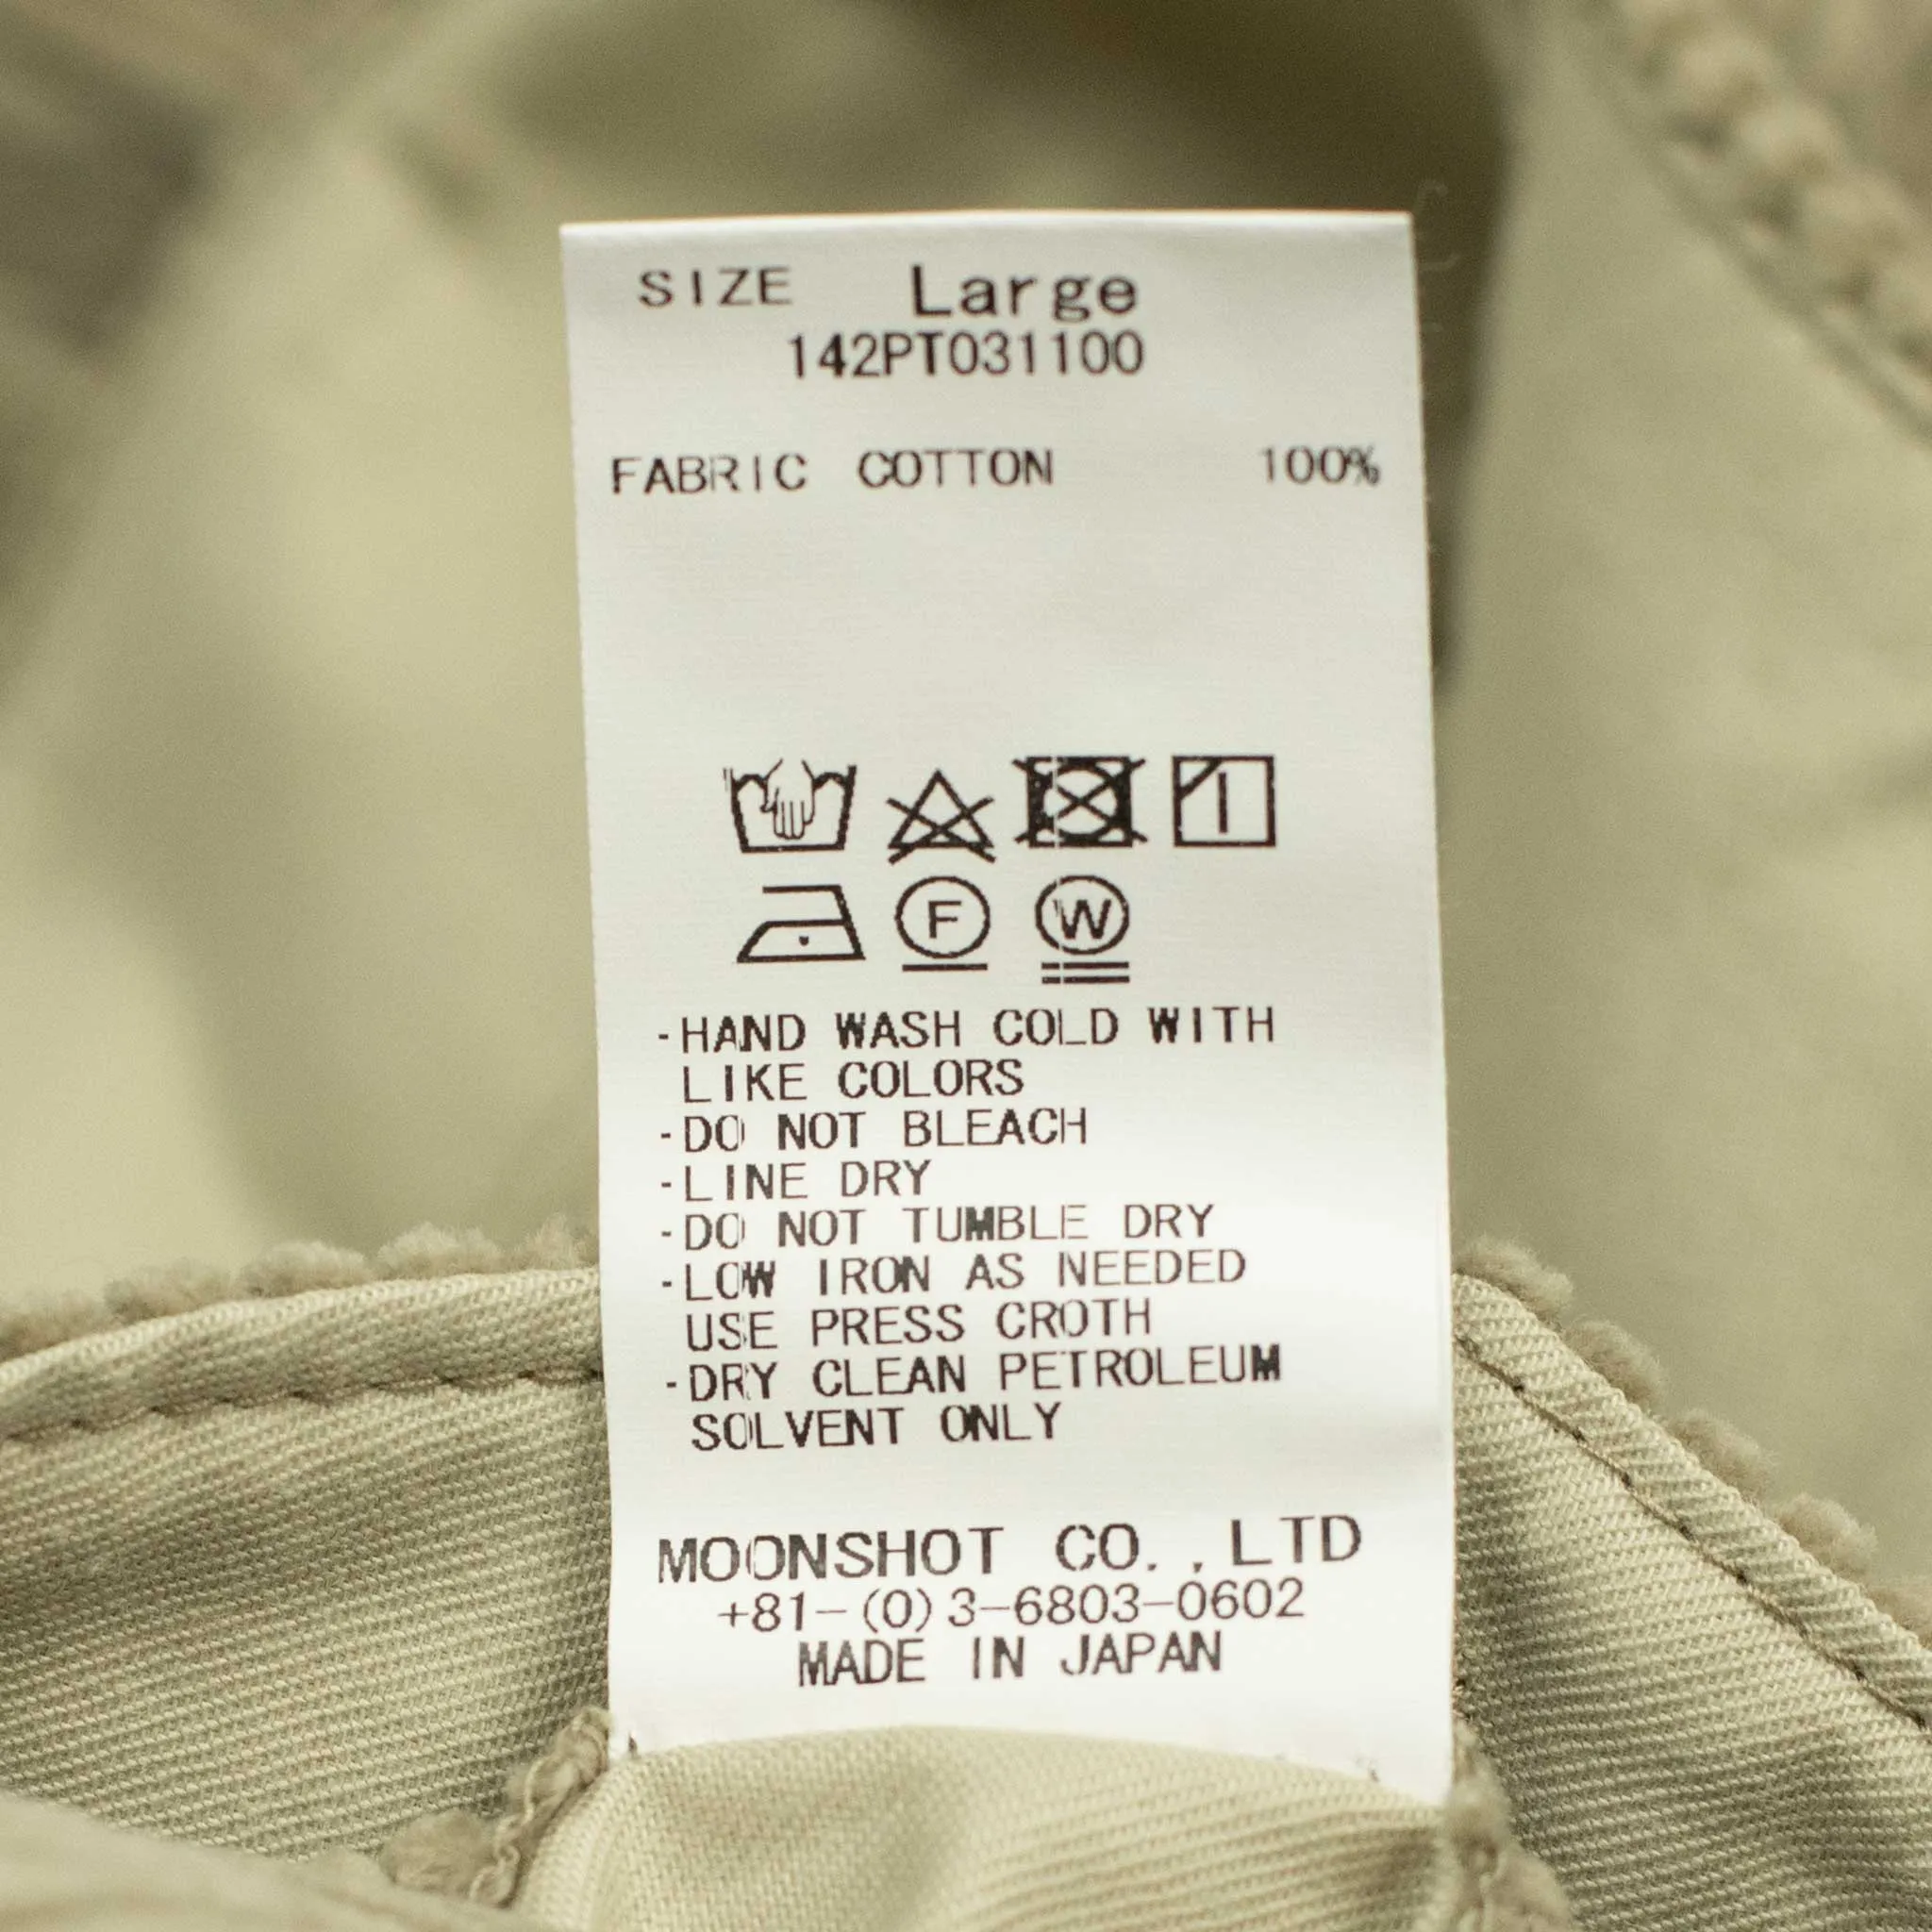 SIZE Large
142PT031100
FABRIC COTTON 100%
F W
-HAND WASH COLD WITH
LIKE COLORS
-DO NOT BLEACH
-LINE DRY
-DO NOT TUMBLE DRY
-LOW IRON AS NEEDED
USE PRESS CROTH
-DRY CLEAN PETROLEUM
SOLVENT ONLY
MOONSHOT CO.,LTD
+81-(0)3-6803-0602
MADE IN JAPAN